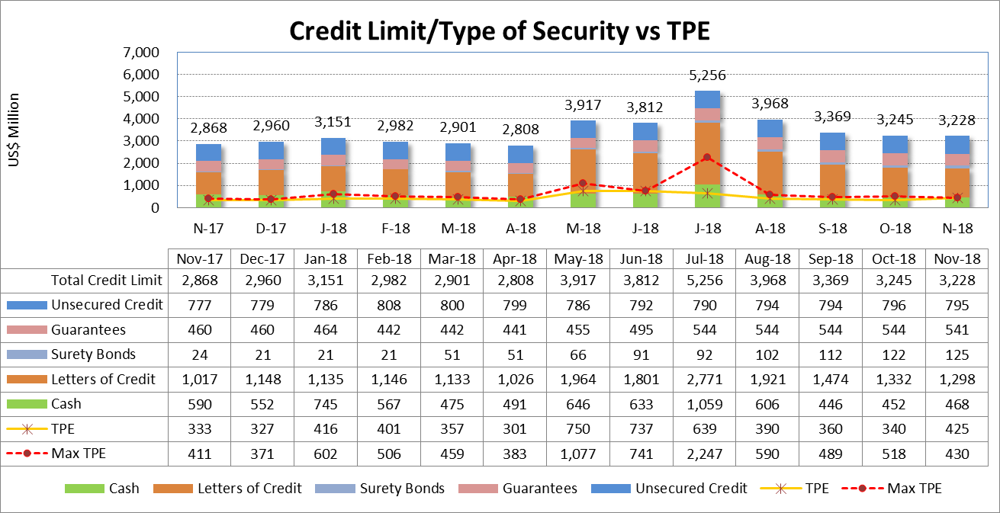 Credit Limit/Type of Security vs TPE
US$ Million
7,000
6,000
5,000
4,000
3,000
2,000
1,000
0
2,868 2,960 3,151 2,982 2,901 2,808 3,917 3,812 5,256 3,968 3,369 3,245 3,228
N-17 D-17 J-18 F-18 M-18 A-18 M-18 J-18 J-18 A-18 S-18 O-18 N-18
Nov-17 Dec-17 Jan-18 Feb-18 Mar-18 Apr-18 May-18 Jun-18 Jul-18 Aug-18 Sep-18 Oct-18 Nov-18
Total Credit Limit 2,868 2,960 3,151 2,982 2,901 2,808 3,917 3,812 5,256 3,968 3,369 3,245 3,228
Unsecured Credit 777 779 786 808 800 799 786 792 790 794 794 796 795
Guarantees 460 460 464 442 442 441 455 495 544 544 544 544 541
Surety Bonds 24 21 21 21 51 51 66 91 92 102 112 122 125
Letters of Credit 1,017 1,148 1,135 1,146 1,133 1,026 1,964 1,801 2,771 1,921 1,474 1,332 1,298
Cash 590 552 745 567 475 491 646 633 1,059 606 446 452 468
TPE 333 327 416 401 357 301 750 737 639 390 360 340 425
Max TPE 411 371 602 506 459 383 1,077 741 2,247 590 489 518 430
Cash Letters of Credit Surety Bonds Guarantees Unsecured Credit TPE Max TPE